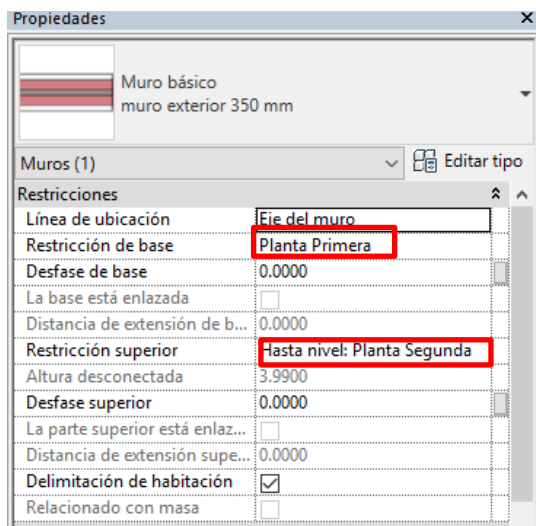 Propiedades
Muro básico
muro exterior 350 mm
Muros (1) Editar tipo
Restricciones
Línea de ubicación Eje del muro
Restricción de base Planta Primera
Desfase de base 0.0000
La base está enlazada
Distancia de extensión de b... 0.0000
Restricción superior Hasta nivel: Planta Segunda
Altura desconectada 3.9900
Desfase superior 0.0000
La parte superior está enlaz...
Distancia de extensión supe... 0.0000
Delimitación de habitación
Relacionado con masa